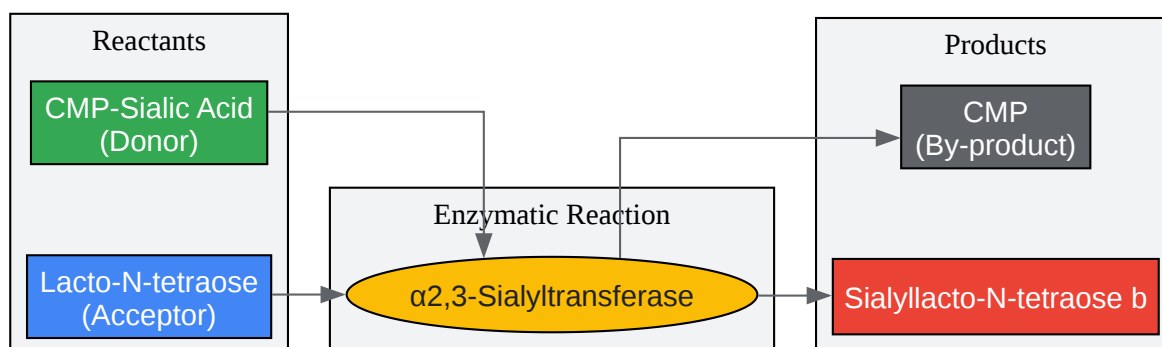 Reactants
CMP-Sialic Acid
(Donor)
Lacto-N-tetraose
(Acceptor)
Enzymatic Reaction
α2,3-Sialyltransferase
Products
CMP
(By-product)
Sialyllacto-N-tetraose b